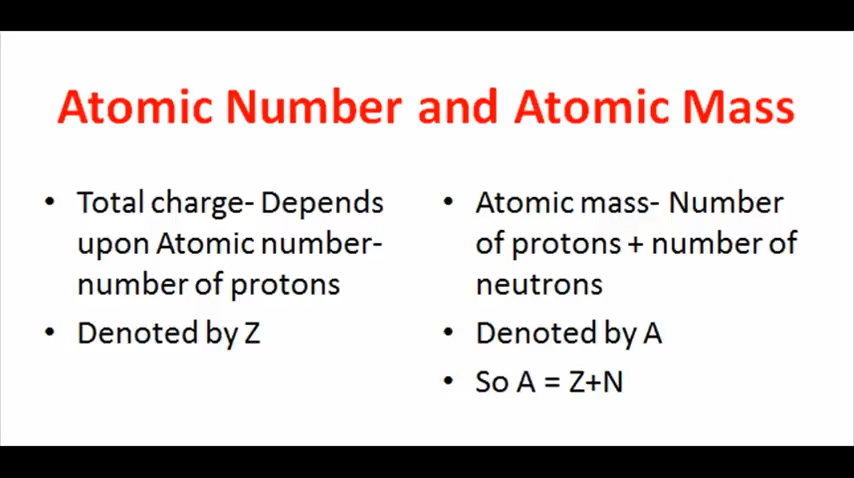 Atomic Number and Atomic Mass
• Total charge- Depends
upon Atomic number-
number of protons
• Denoted by Z
• Atomic mass- Number
of protons + number of
neutrons
• Denoted by A
• So A = Z+N